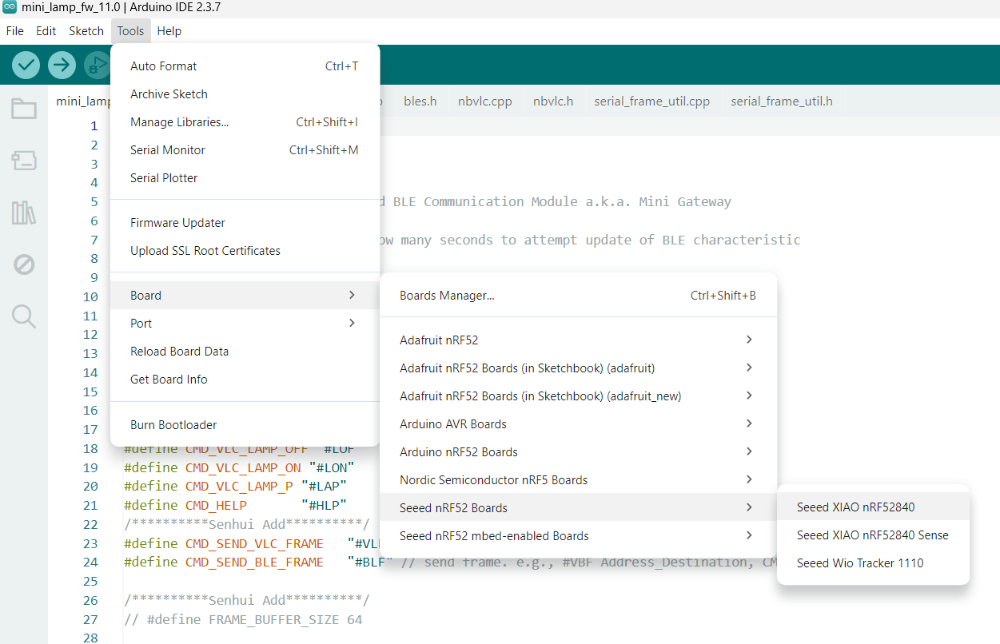 mini_lamp_fw_11.0 | Arduino IDE 2.3.7
File Edit Sketch Tools Help
mini_lamp bles.h nbvlc.cpp nbvlc.h serial_frame_util.cpp serial_frame_util.h
Auto Format Ctrl+T
Archive Sketch
Manage Libraries... Ctrl+Shift+I
Serial Monitor Ctrl+Shift+M
Serial Plotter
Firmware Updater
Upload SSL Root Certificates
Board
Port
Reload Board Data
Get Board Info
Burn Bootloader
Boards Manager... Ctrl+Shift+B
Adafruit nRF52
Adafruit nRF52 Boards (in Sketchbook) (adafruit)
Adafruit nRF52 Boards (in Sketchbook) (adafruit_new)
Arduino AVR Boards
Arduino nRF52 Boards
Nordic Semiconductor nRF5 Boards
Seeed nRF52 Boards
Seeed nRF52 mbed-enabled Boards
Seeed XIAO nRF52840
Seeed XIAO nRF52840 Sense
Seeed Wio Tracker 1110
1
2
3
4
5 BLE Communication Module a.k.a. Mini Gateway
6
7 many seconds to attempt update of BLE characteristic
8
9
10
11
12
13
14
15
16
17
18 #define CMD_VLC_LAMP_OFF "#LOF"
19 #define CMD_VLC_LAMP_ON "#LON"
20 #define CMD_VLC_LAMP_P "#LAP"
21 #define CMD_HELP "#HLP"
22 /**********Senhui Add**********/
23 #define CMD_SEND_VLC_FRAME "#VL
24 #define CMD_SEND_BLE_FRAME "#BLF" // send frame. e.g., #VBF Address_Destination, CM
25
26 /**********Senhui Add**********/
27 // #define FRAME_BUFFER_SIZE 64
28